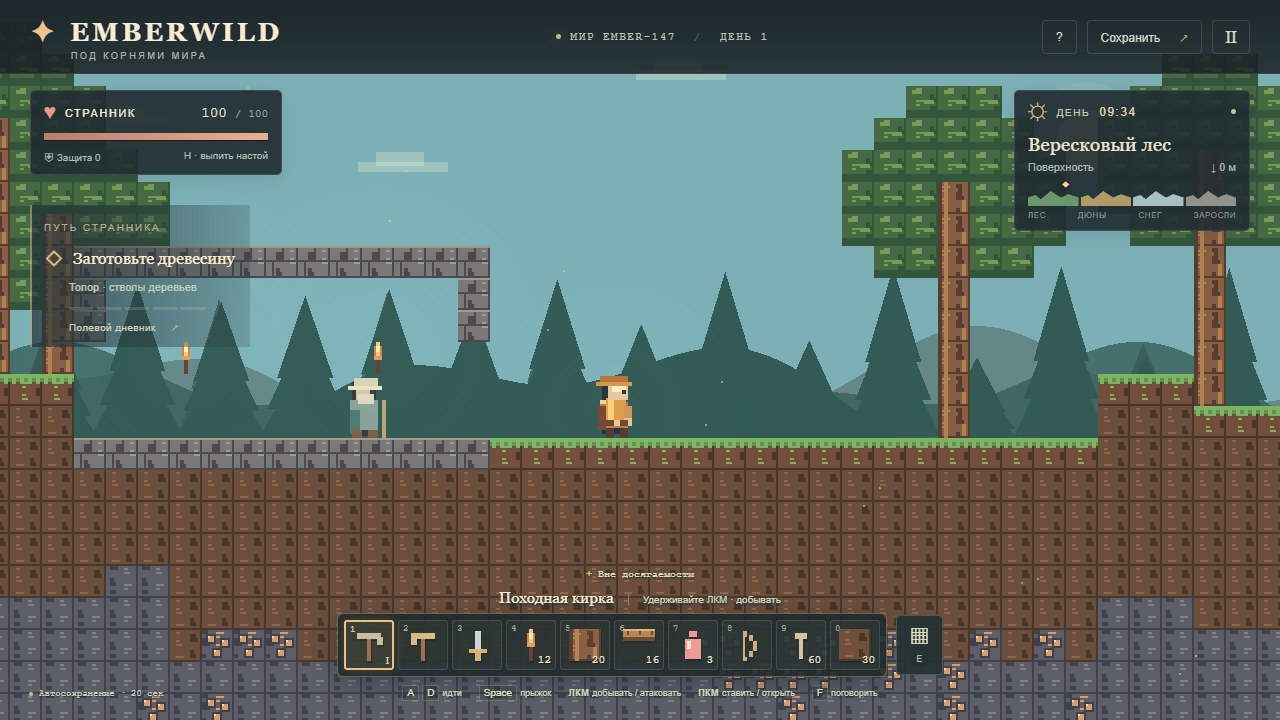 EMBERWILD
ПОД КОРНЯМИ МИРА
МИР EMBER-147 / ДЕНЬ 1
?
Сохранить ↗
II
СТРАННИК 100 / 100
Защита 0 H · выпить настой
ДЕНЬ 09:34
Вересковый лес
Поверхность ↓ 0 м
ЛЕС ДЮНЫ СНЕГ ЗАРОСЛИ
ПУТЬ СТРАННИКА
Заготовьте древесину
Топор · стволы деревьев
Полевой дневник ↗
+ Вне досягаемости
Походная кирка | Удерживайте ЛКМ · добывать
1 2 3 4 5 6 7 8 9 0
I 12 20 16 3 60 30
E
Автосохранение · 20 сек
A D идти Space прыжок ЛКМ добывать / атаковать ПКМ ставить / открыть F поговорить